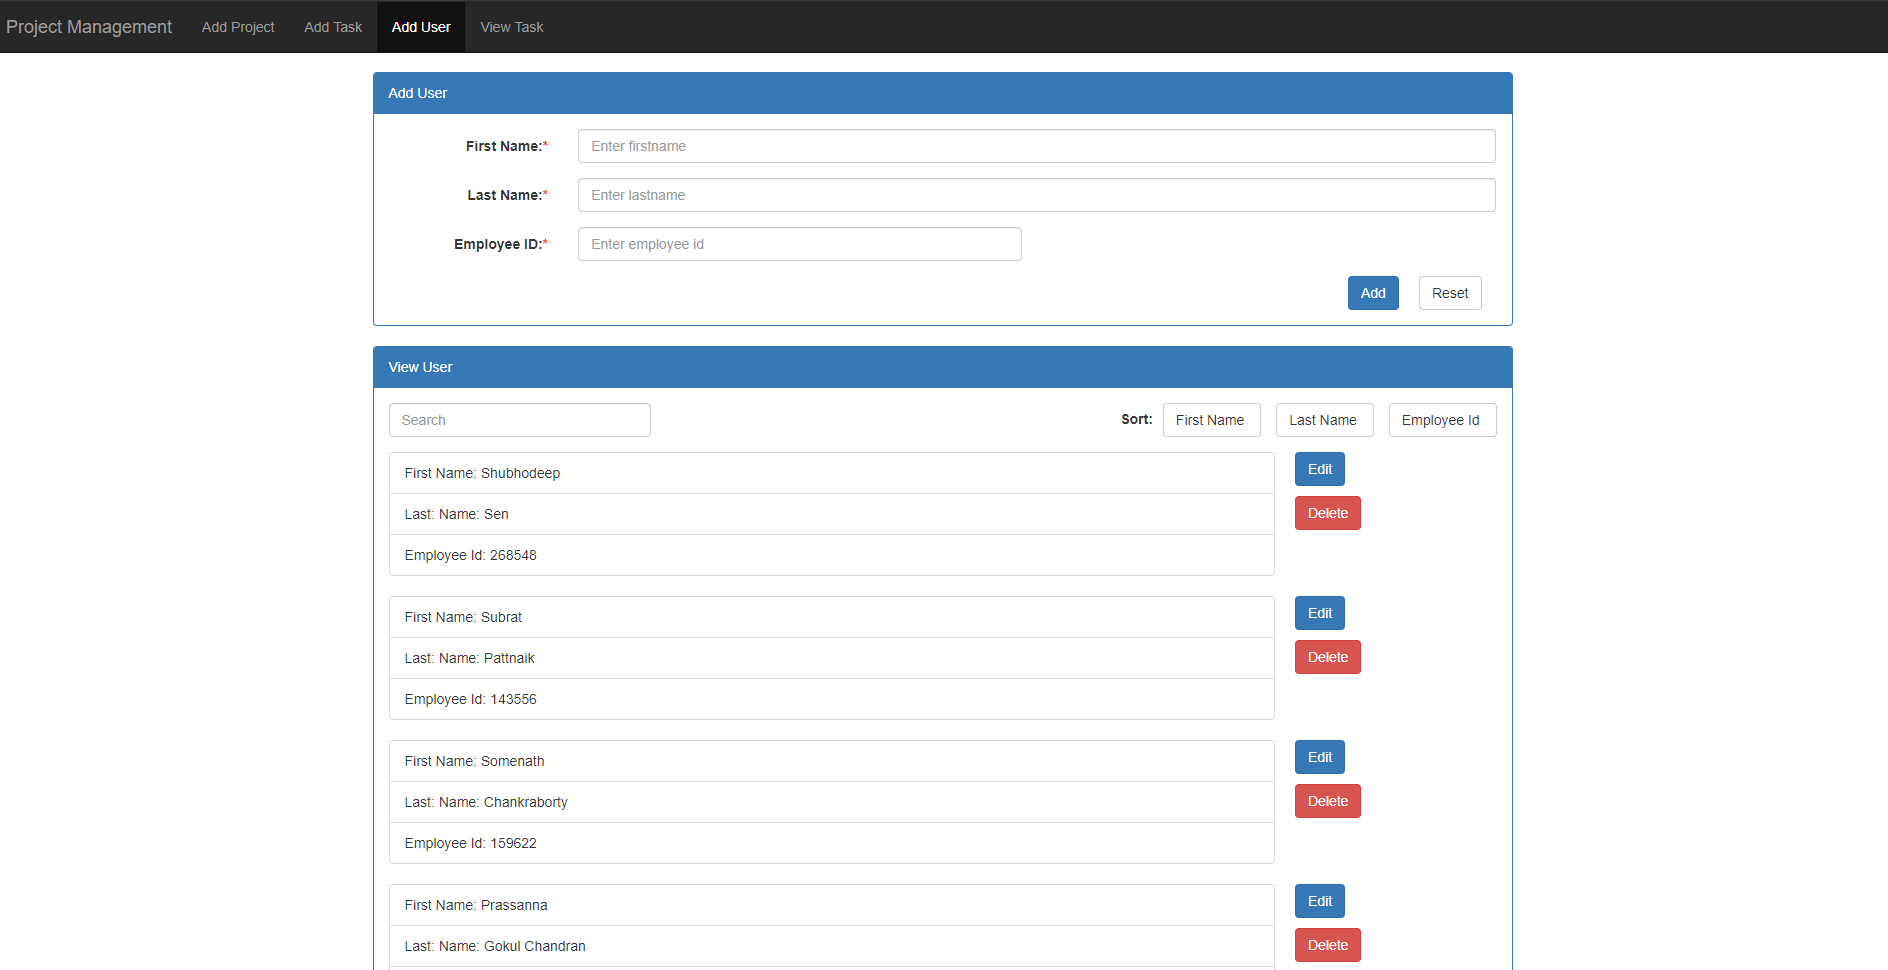 Project Management Add Project Add Task Add User View Task
Add User
First Name:* Enter firstname
Last Name:* Enter lastname
Employee ID:* Enter employee id
Add Reset
View User
Search Sort: First Name Last Name Employee Id
First Name: Shubhodeep Edit
Last: Name: Sen Delete
Employee Id: 268548
First Name: Subrat Edit
Last: Name: Pattnaik Delete
Employee Id: 143556
First Name: Somenath Edit
Last: Name: Chankraborty Delete
Employee Id: 159622
First Name: Prassanna Edit
Last: Name: Gokul Chandran Delete